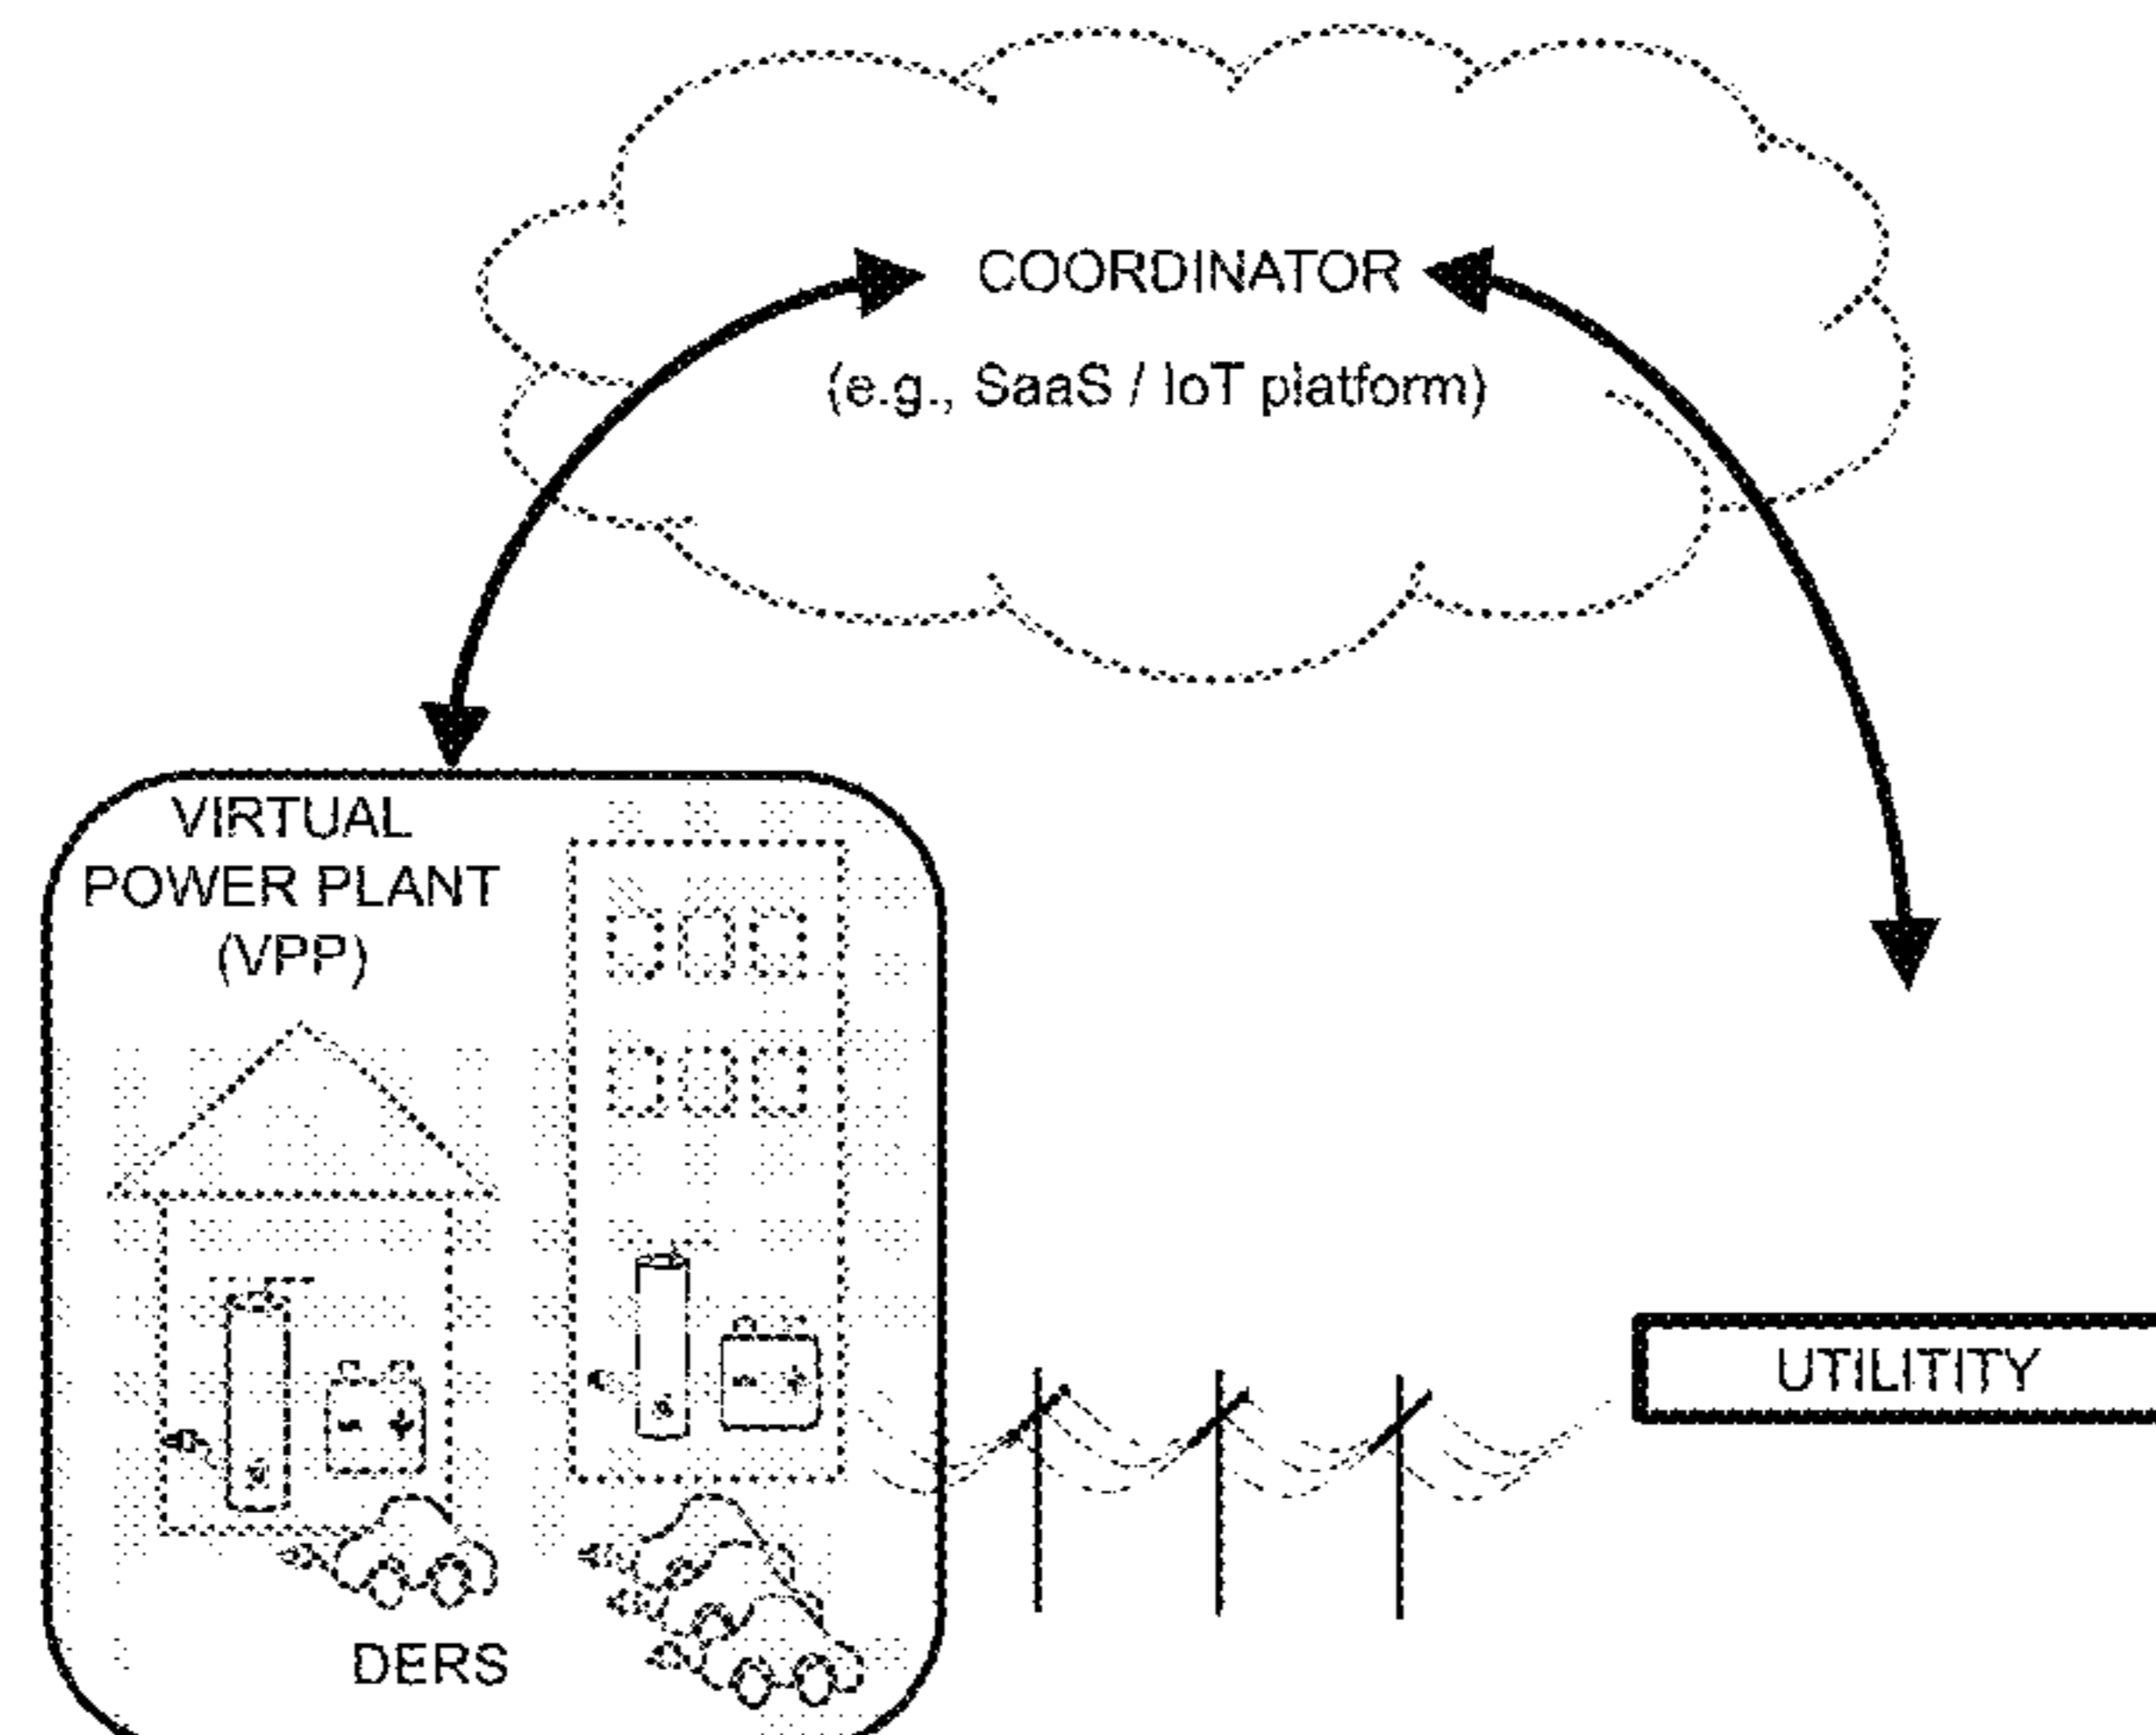 COORDINATOR
(e.g., SaaS / IoT platform)
VIRTUAL
POWER PLANT
(VPP)
UTILITITY
DERS